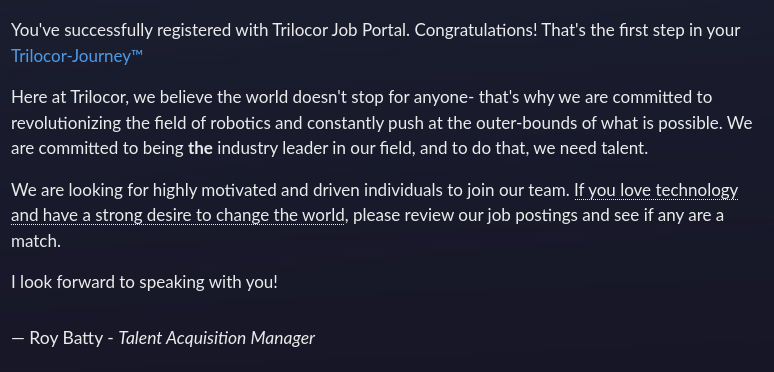 You've successfully registered with Trilocor Job Portal. Congratulations! That's the first step in your
Trilocor-Journey™
Here at Trilocor, we believe the world doesn't stop for anyone- that's why we are committed to
revolutionizing the field of robotics and constantly push at the outer-bounds of what is possible. We
are committed to being the industry leader in our field, and to do that, we need talent.
We are looking for highly motivated and driven individuals to join our team. If you love technology
and have a strong desire to change the world, please review our job postings and see if any are a
match.
I look forward to speaking with you!
— Roy Batty - Talent Acquisition Manager